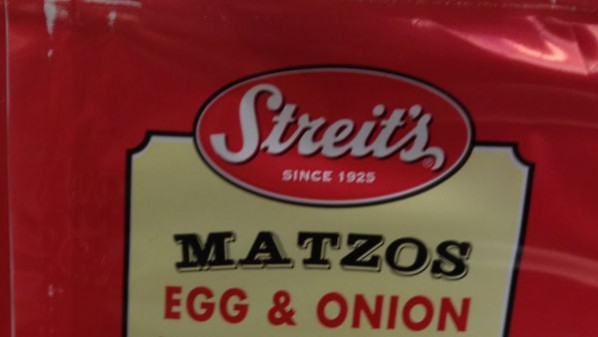 Streit's
SINCE 1925
MATZOS
EGG & ONION